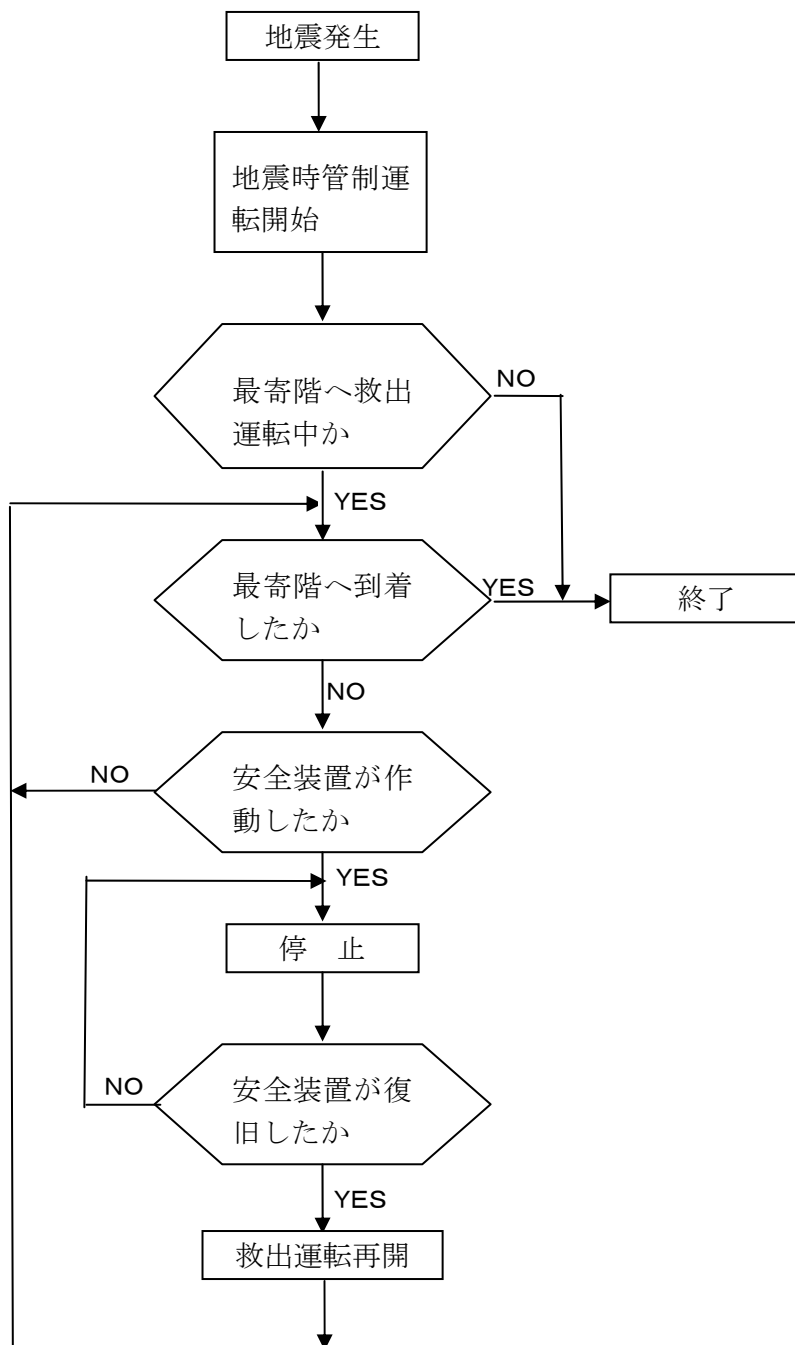 地震発生
地震時管制運
転開始
最寄階へ救出
運転中か
NO
YES
最寄階へ到着
したか
YES
終了
NO
安全装置が作
動したか
NO
YES
停　止
安全装置が復
旧したか
NO
YES
救出運転再開